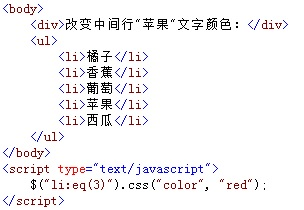 <body>
<div>改变中间行"苹果"文字颜色：</div>
<ul>
<li>橘子</li>
<li>香蕉</li>
<li>葡萄</li>
<li>苹果</li>
<li>西瓜</li>
</ul>
</body>
<script type="text/javascript">
$("li:eq(3)").css("color", "red");
</script>